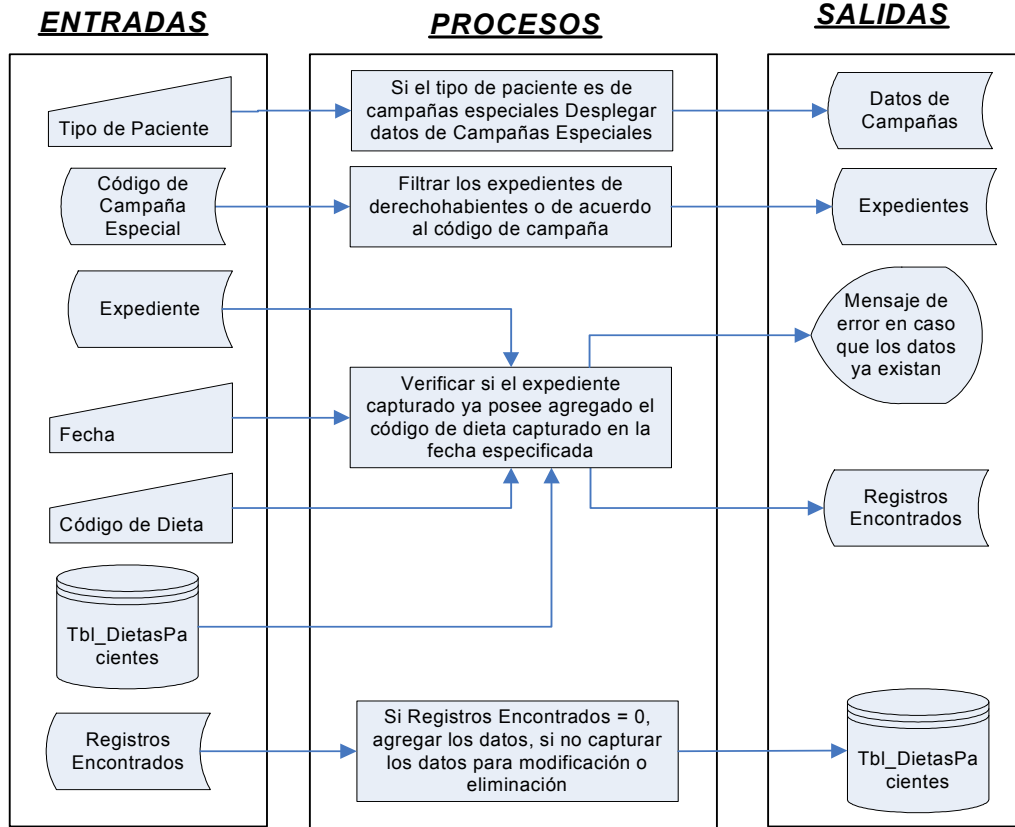 ENTRADAS
PROCESOS
SALIDAS
Tipo de Paciente
Si el tipo de paciente es de
campañas especiales Desplegar
datos de Campañas Especiales
Datos de
Campañas
Código de
Campaña
Especial
Filtrar los expedientes de
derechohabientes o de acuerdo
al código de campaña
Expedientes
Expediente
Mensaje de
error en caso
que los datos
ya existan
Fecha
Verificar si el expediente
capturado ya posee agregado el
código de dieta capturado en la
fecha especificada
Código de Dieta
Registros
Encontrados
Tbl_DietasPa
cientes
Registros
Encontrados
Si Registros Encontrados = 0,
agregar los datos, si no capturar
los datos para modificación o
eliminación
Tbl_DietasPa
cientes